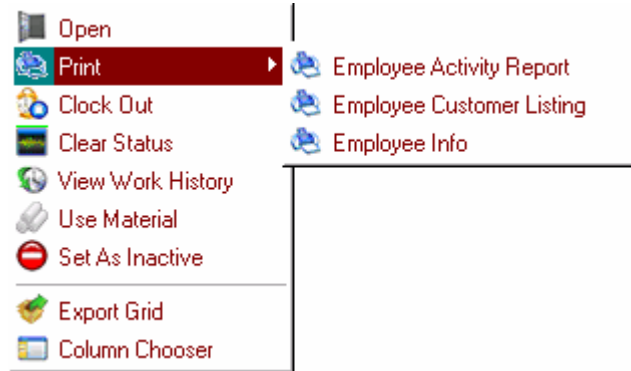 Open
Print
Clock Out
Clear Status
View Work History
Use Material
Set As Inactive
Export Grid
Column Chooser
Employee Activity Report
Employee Customer Listing
Employee Info